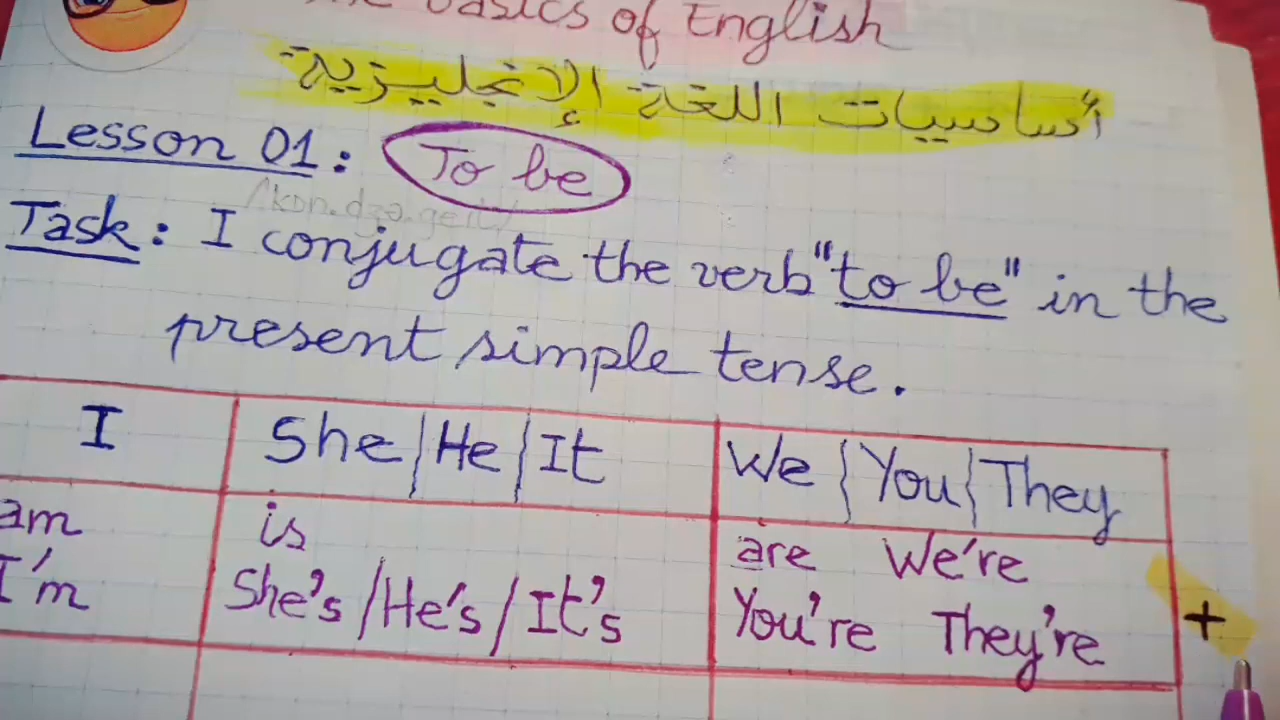 The basics of English
أساسيات اللغة الإنجليزية
Lesson 01: To be
Task: I conjugate the verb "to be" in the
present simple tense.
I She|He|It We{You{They
am is are We're
I'm She's/He's/It's You're They're +